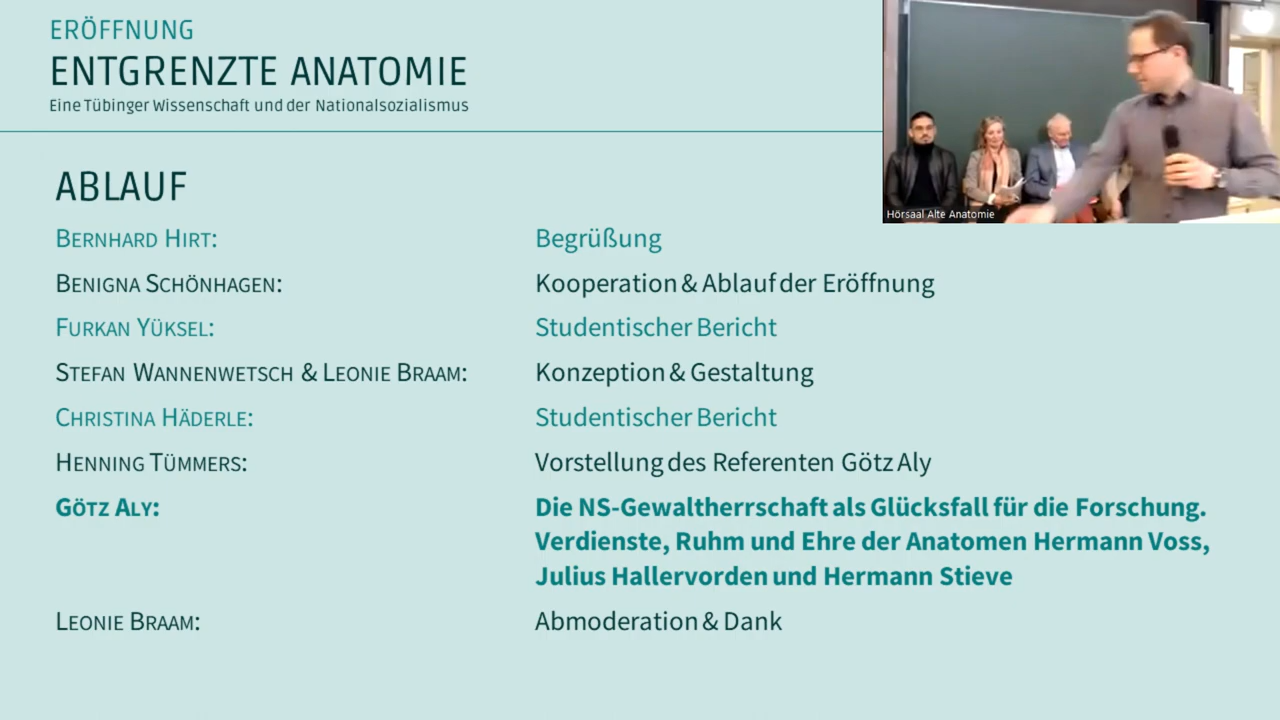 ERÖFFNUNG
ENTGRENZTE ANATOMIE
Eine Tübinger Wissenschaft und der Nationalsozialismus
Hörsaal Alte Anatomie
ABLAUF
BERNHARD HIRT: Begrüßung
BENIGNA SCHÖNHAGEN: Kooperation & Ablauf der Eröffnung
FURKAN YÜKSEL: Studentischer Bericht
STEFAN WANNENWETSCH & LEONIE BRAAM: Konzeption & Gestaltung
CHRISTINA HÄDERLE: Studentischer Bericht
HENNING TÜMMERS: Vorstellung des Referenten Götz Aly
GÖTZ ALY: Die NS-Gewaltherrschaft als Glücksfall für die Forschung.
Verdienste, Ruhm und Ehre der Anatomen Hermann Voss,
Julius Hallervorden und Hermann Stieve
LEONIE BRAAM: Abmoderation & Dank